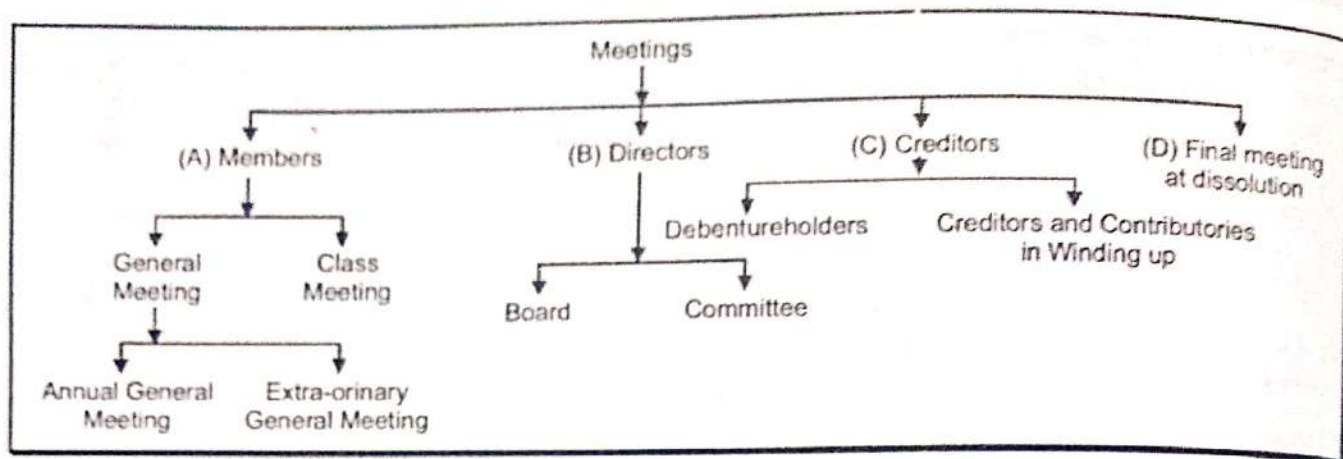 Meetings
(A) Members
(B) Directors
(C) Creditors
(D) Final meeting
at dissolution
Debentureholders
Creditors and Contributories
in Winding up
General
Meeting
Class
Meeting
Board
Committee
Annual General
Meeting
Extra-orinary
General Meeting